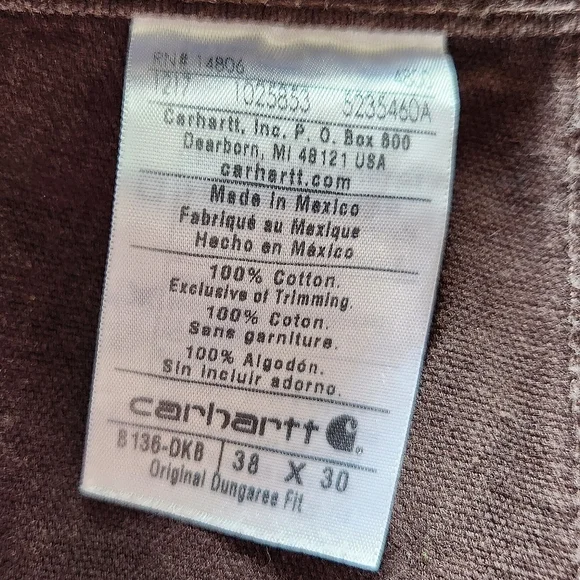 RN# 14806 4855
1217 1025853 5235460A
Carhartt, Inc. P. O. Box 600
Dearborn, MI 48121 USA
carhartt.com
Made in Mexico
Fabriqué au Mexique
Hecho en México
100% Cotton.
Exclusive of Trimming.
100% Coton.
Sans garniture.
100% Algodón.
Sin incluir adorno.
carhartt
B136-DKB 38 X 30
Original Dungaree Fit